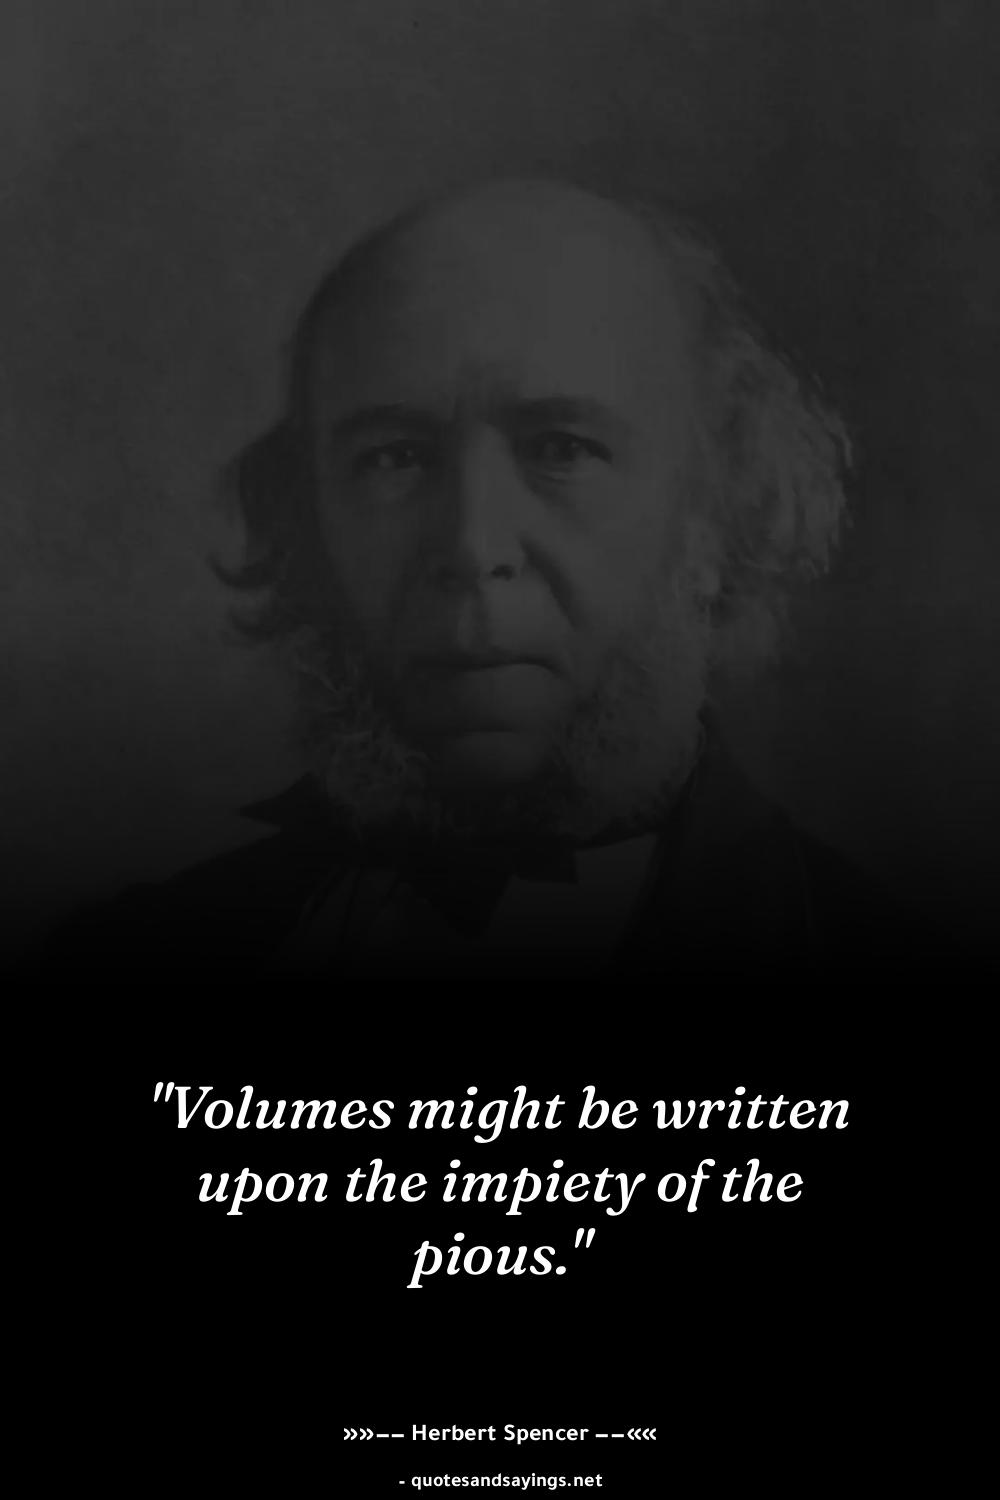 "Volumes might be written
upon the impiety of the
pious."
»»–– Herbert Spencer ––««
- quotesandsayings.net